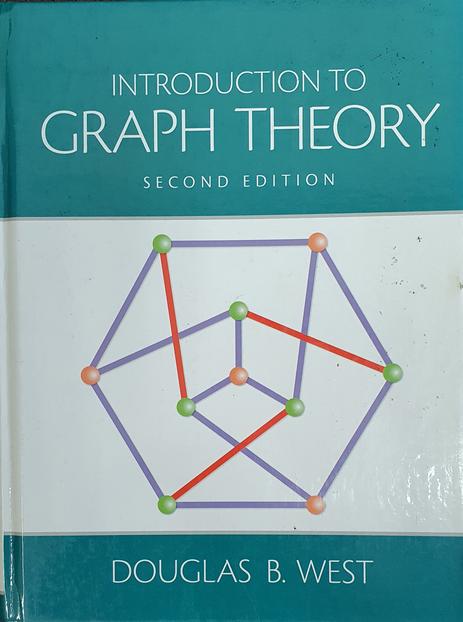 INTRODUCTION TO
GRAPH THEORY
SECOND EDITION
DOUGLAS B. WEST